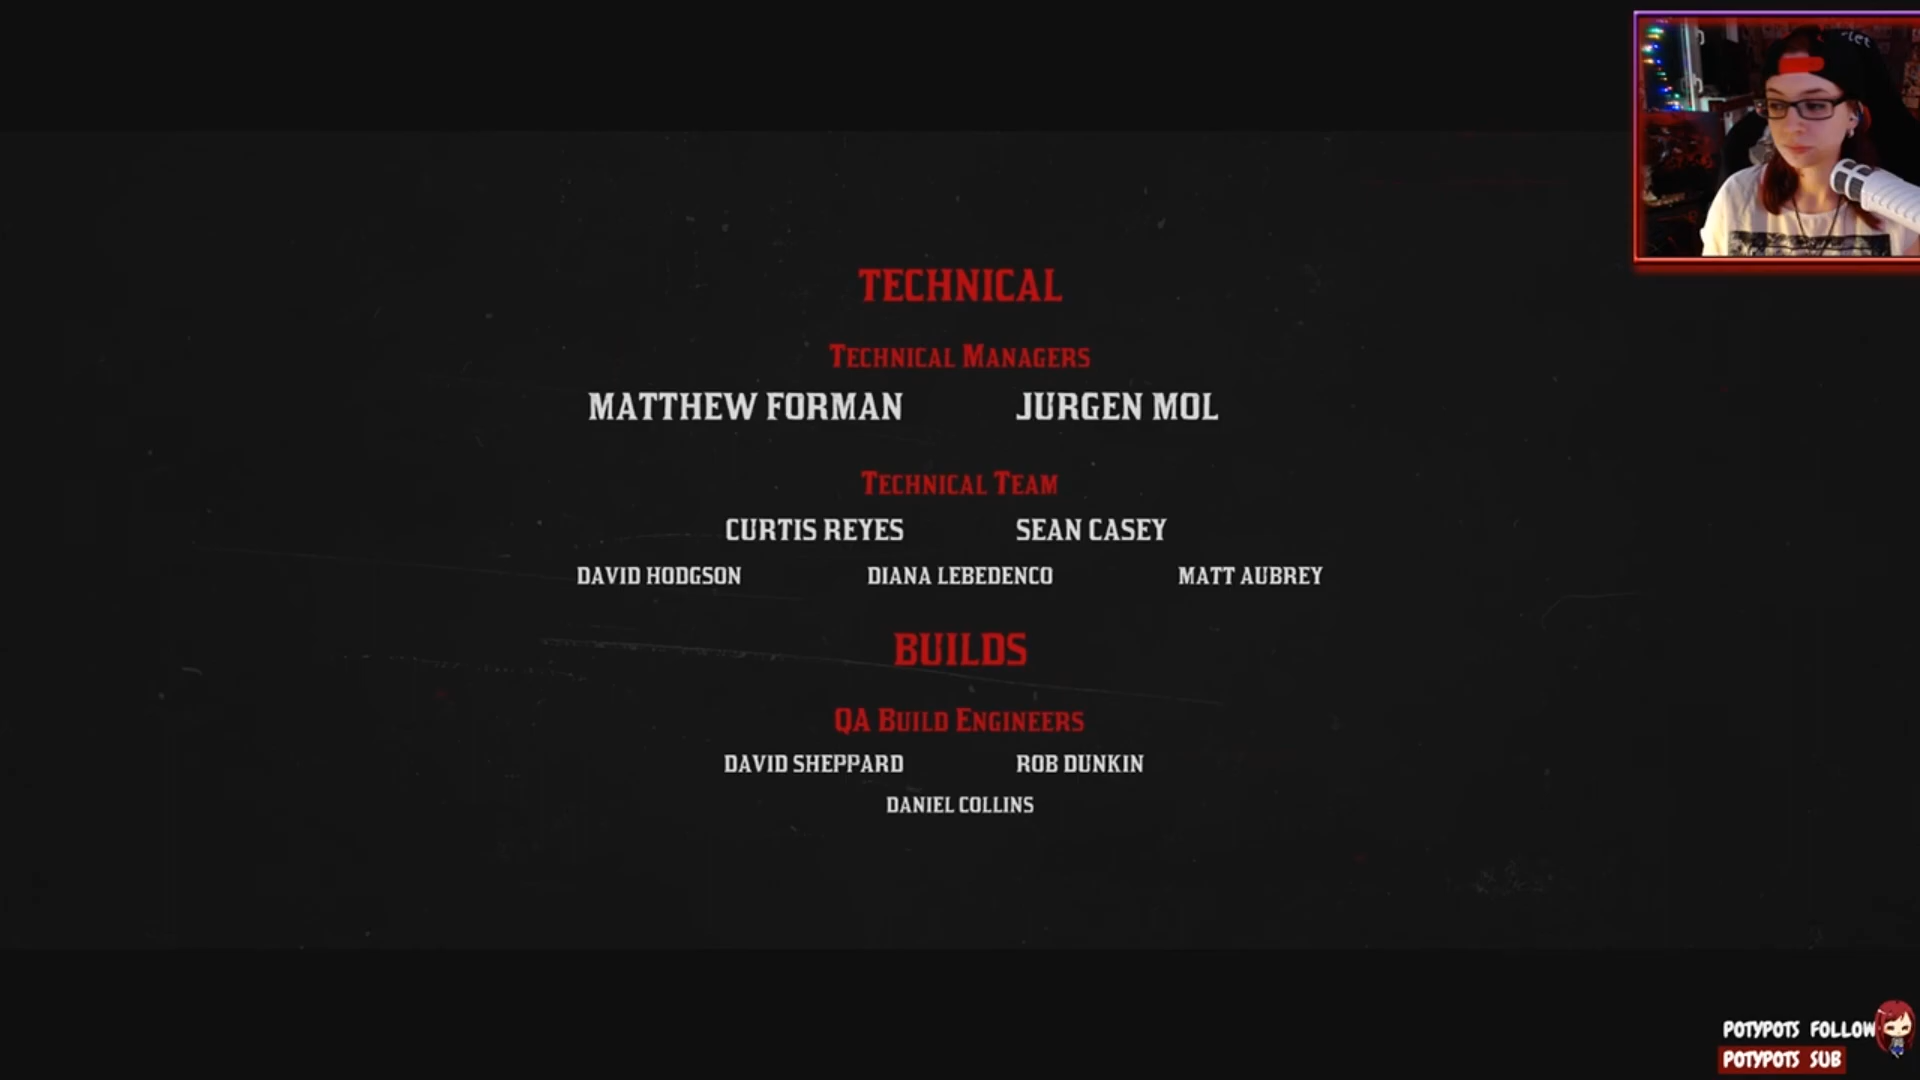 TECHNICAL
TECHNICAL MANAGERS
MATTHEW FORMAN JURGEN MOL
TECHNICAL TEAM
CURTIS REYES SEAN CASEY
DAVID HODGSON DIANA LEBEDENCO MATT AUBREY
BUILDS
QA BUILD ENGINEERS
DAVID SHEPPARD ROB DUNKIN
DANIEL COLLINS
POTYPOTS FOLLOW
POTYPOTS SUB